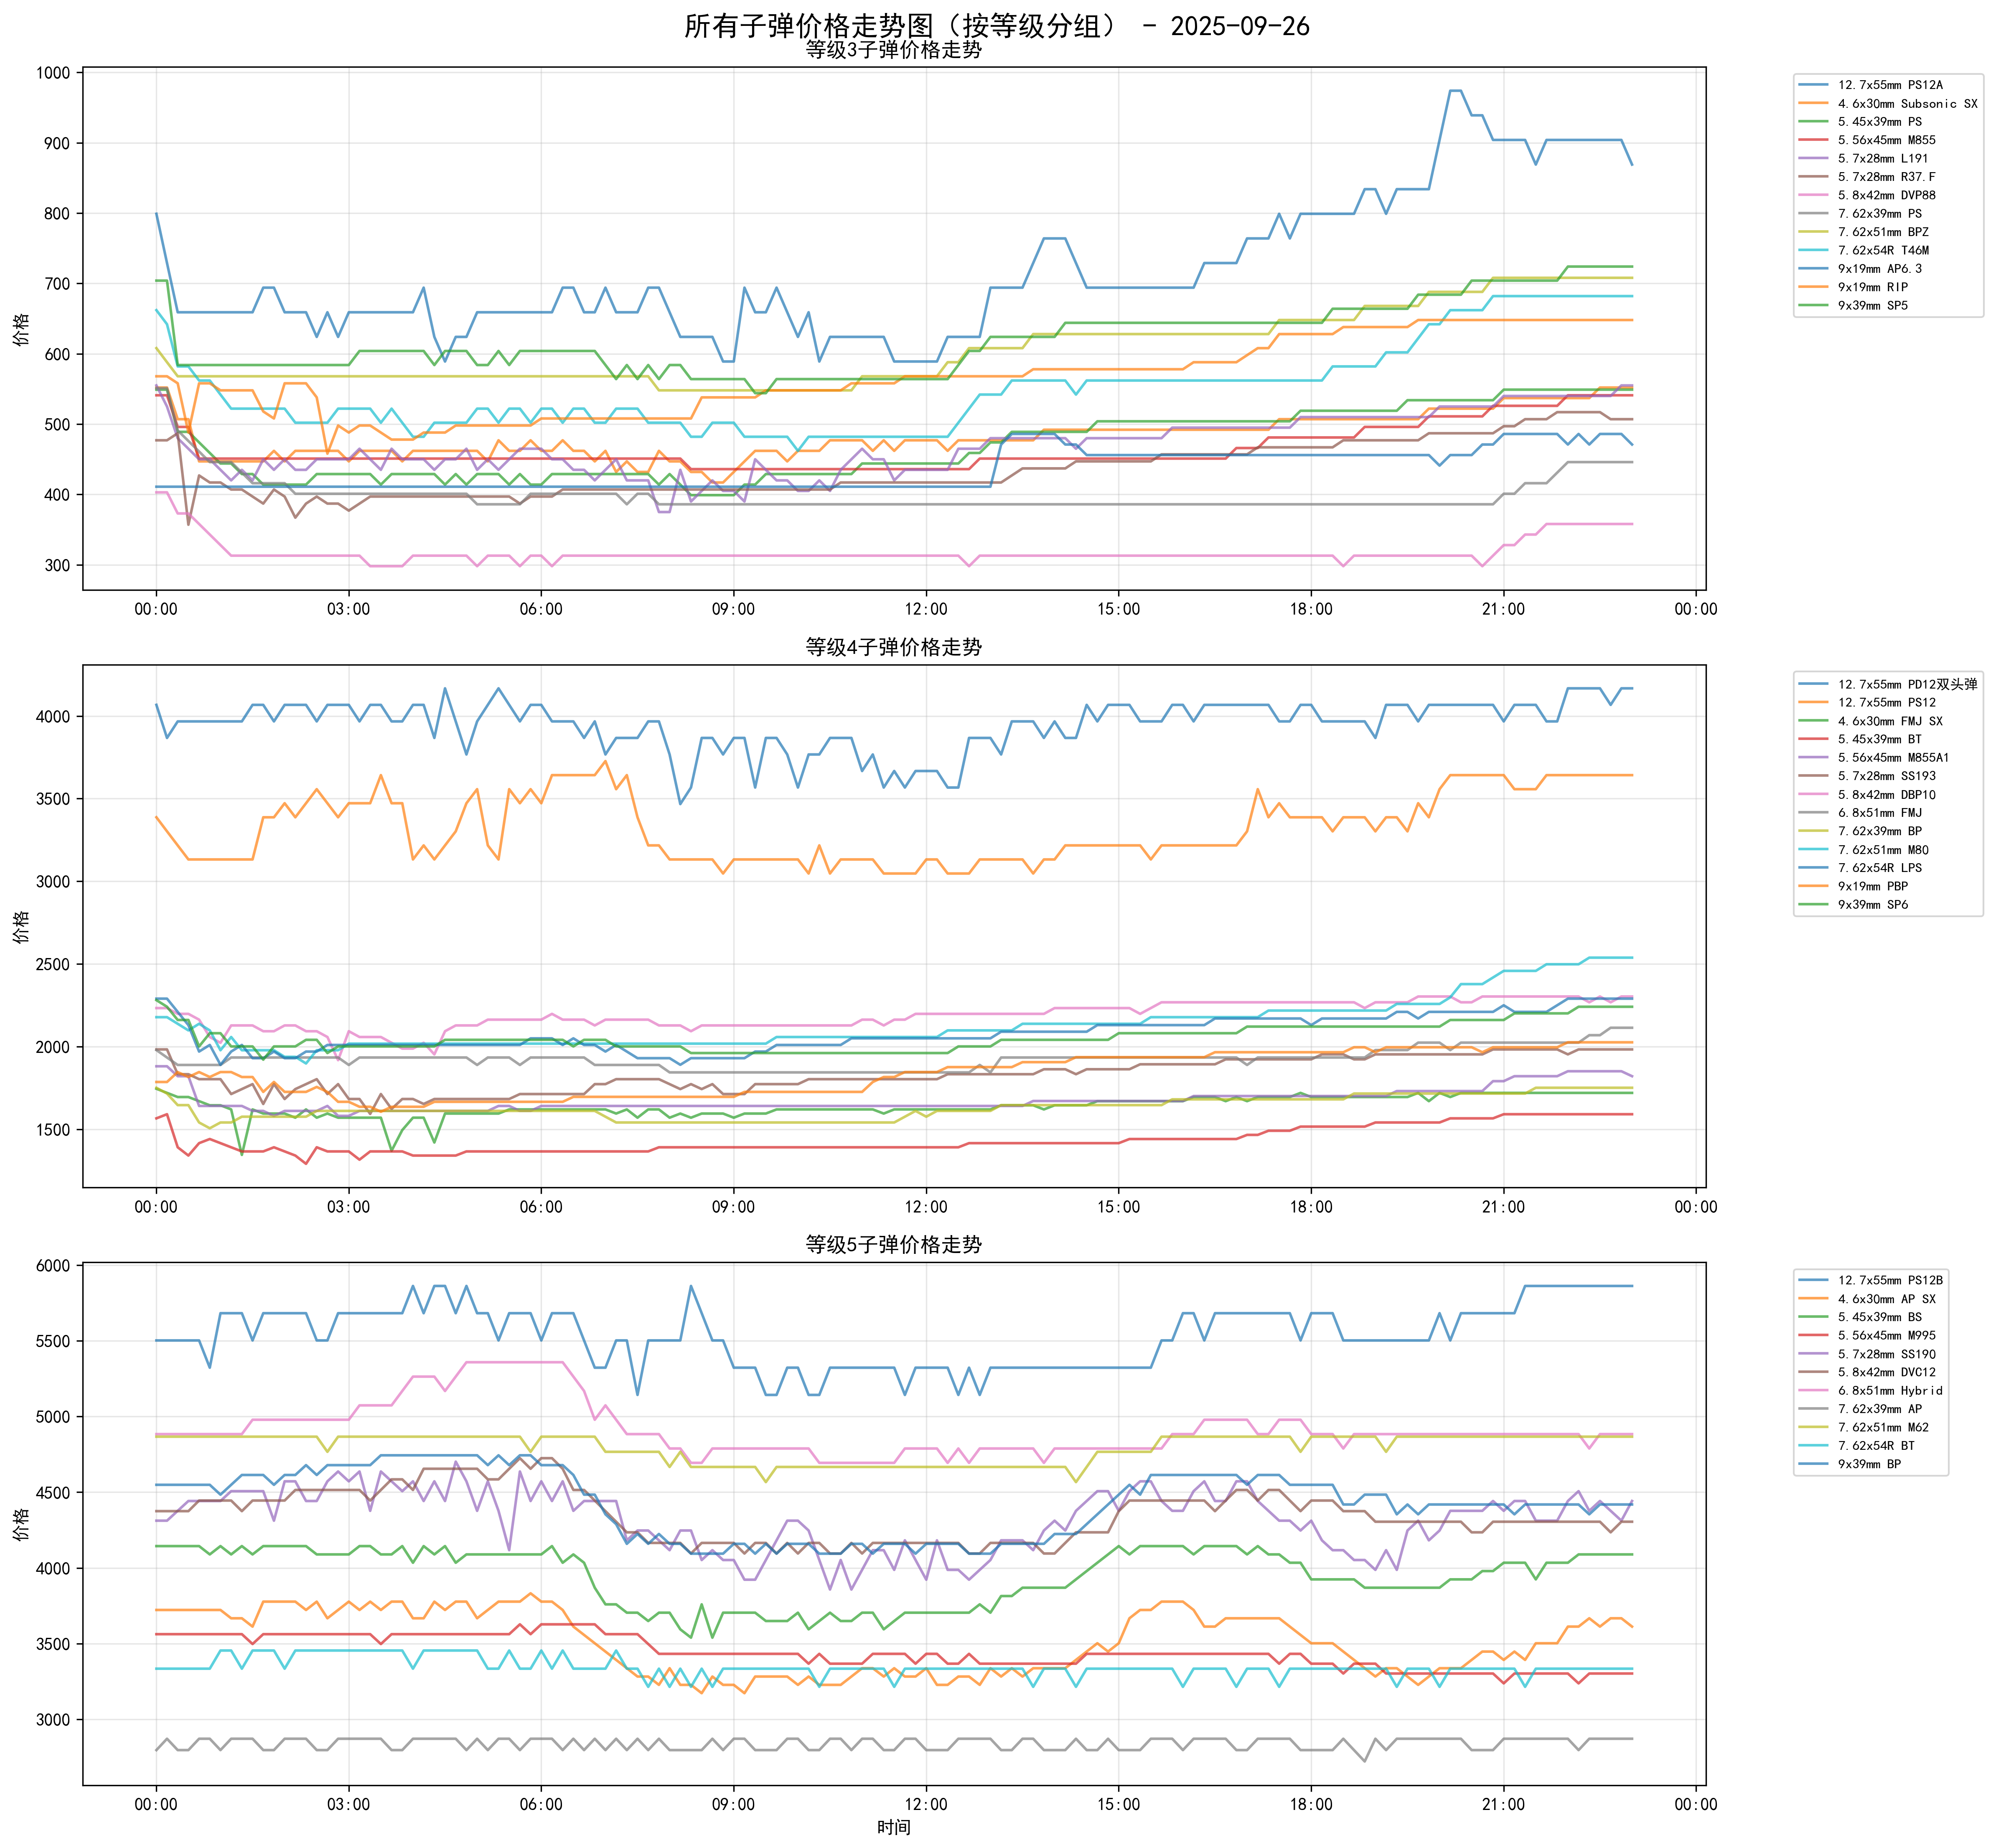 所有子弹价格走势图（按等级分组） - 2025-09-26
等级3子弹价格走势
价格
1000
900
800
700
600
500
400
300
00:00 03:00 06:00 09:00 12:00 15:00 18:00 21:00 00:00
12.7x55mm PS12A
4.6x30mm Subsonic SX
5.45x39mm PS
5.56x45mm M855
5.7x28mm L191
5.7x28mm R37.F
5.8x42mm DVP88
7.62x39mm PS
7.62x51mm BPZ
7.62x54R T46M
9x19mm AP6.3
9x19mm RIP
9x39mm SP5
等级4子弹价格走势
价格
4000
3500
3000
2500
2000
1500
00:00 03:00 06:00 09:00 12:00 15:00 18:00 21:00 00:00
12.7x55mm PD12双头弹
12.7x55mm PS12
4.6x30mm FMJ SX
5.45x39mm BT
5.56x45mm M855A1
5.7x28mm SS193
5.8x42mm DBP10
6.8x51mm FMJ
7.62x39mm BP
7.62x51mm M80
7.62x54R LPS
9x19mm PBP
9x39mm SP6
等级5子弹价格走势
价格
6000
5500
5000
4500
4000
3500
3000
00:00 03:00 06:00 09:00 12:00 15:00 18:00 21:00 00:00
时间
12.7x55mm PS12B
4.6x30mm AP SX
5.45x39mm BS
5.56x45mm M995
5.7x28mm SS190
5.8x42mm DVC12
6.8x51mm Hybrid
7.62x39mm AP
7.62x51mm M62
7.62x54R BT
9x39mm BP